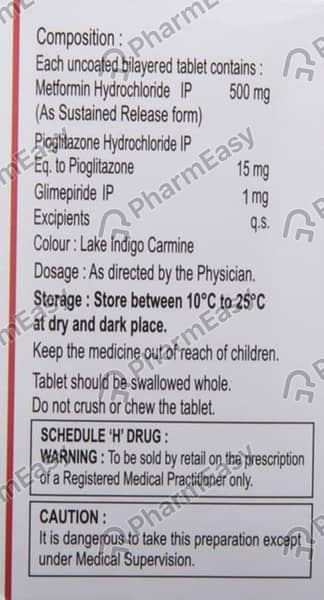 Composition :
Each uncoated bilayered tablet contains :
Metformin Hydrochloride IP 500 mg
(As Sustained Release form)
Pioglitazone Hydrochloride IP
Eq. to Pioglitazone 15 mg
Glimepiride IP 1 mg
Excipients q.s.
Colour : Lake Indigo Carmine
Dosage : As directed by the Physician.
Storage : Store between 10°C to 25°C
at dry and dark place.
Keep the medicine out of reach of children.
Tablet should be swallowed whole.
Do not crush or chew the tablet.
SCHEDULE 'H' DRUG :
WARNING : To be sold by retail on the prescription
of a Registered Medical Practitioner only.
CAUTION :
It is dangerous to take this preparation except
under Medical Supervision.
PharmEasy